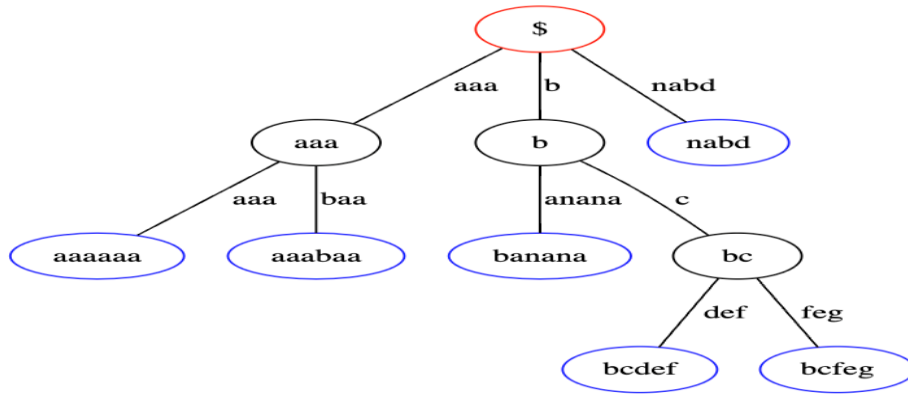 $
aaa b nabd
aaa b nabd
aaa baa anana c
aaaaaa aaabaa banana bc
def feg
bcdef bcfeg